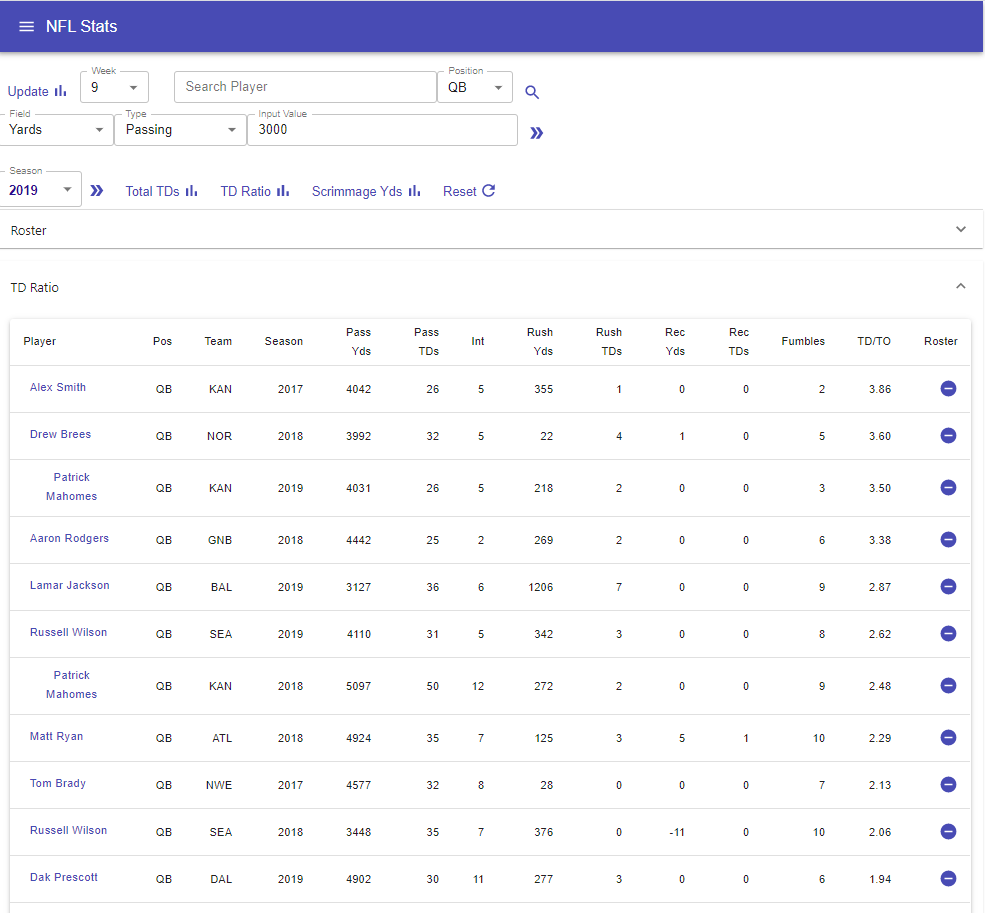 NFL Stats
Week
Position
Update
9
Search Player
QB
Field
Type
Input Value
Yards
Passing
3000
Season
2019
Total TDs
TD Ratio
Scrimmage Yds
Reset
Roster
TD Ratio
Player Pos Team Season Pass Yds Pass TDs Int Rush Yds Rush TDs Rec Yds Rec TDs Fumbles TD/TO Roster
Alex Smith QB KAN 2017 4042 26 5 355 1 0 0 2 3.86
Drew Brees QB NOR 2018 3992 32 5 22 4 1 0 5 3.60
Patrick Mahomes QB KAN 2019 4031 26 5 218 2 0 0 3 3.50
Aaron Rodgers QB GNB 2018 4442 25 2 269 2 0 0 6 3.38
Lamar Jackson QB BAL 2019 3127 36 6 1206 7 0 0 9 2.87
Russell Wilson QB SEA 2019 4110 31 5 342 3 0 0 8 2.62
Patrick Mahomes QB KAN 2018 5097 50 12 272 2 0 0 9 2.48
Matt Ryan QB ATL 2018 4924 35 7 125 3 5 1 10 2.29
Tom Brady QB NWE 2017 4577 32 8 28 0 0 0 7 2.13
Russell Wilson QB SEA 2018 3448 35 7 376 0 -11 0 10 2.06
Dak Prescott QB DAL 2019 4902 30 11 277 3 0 0 6 1.94